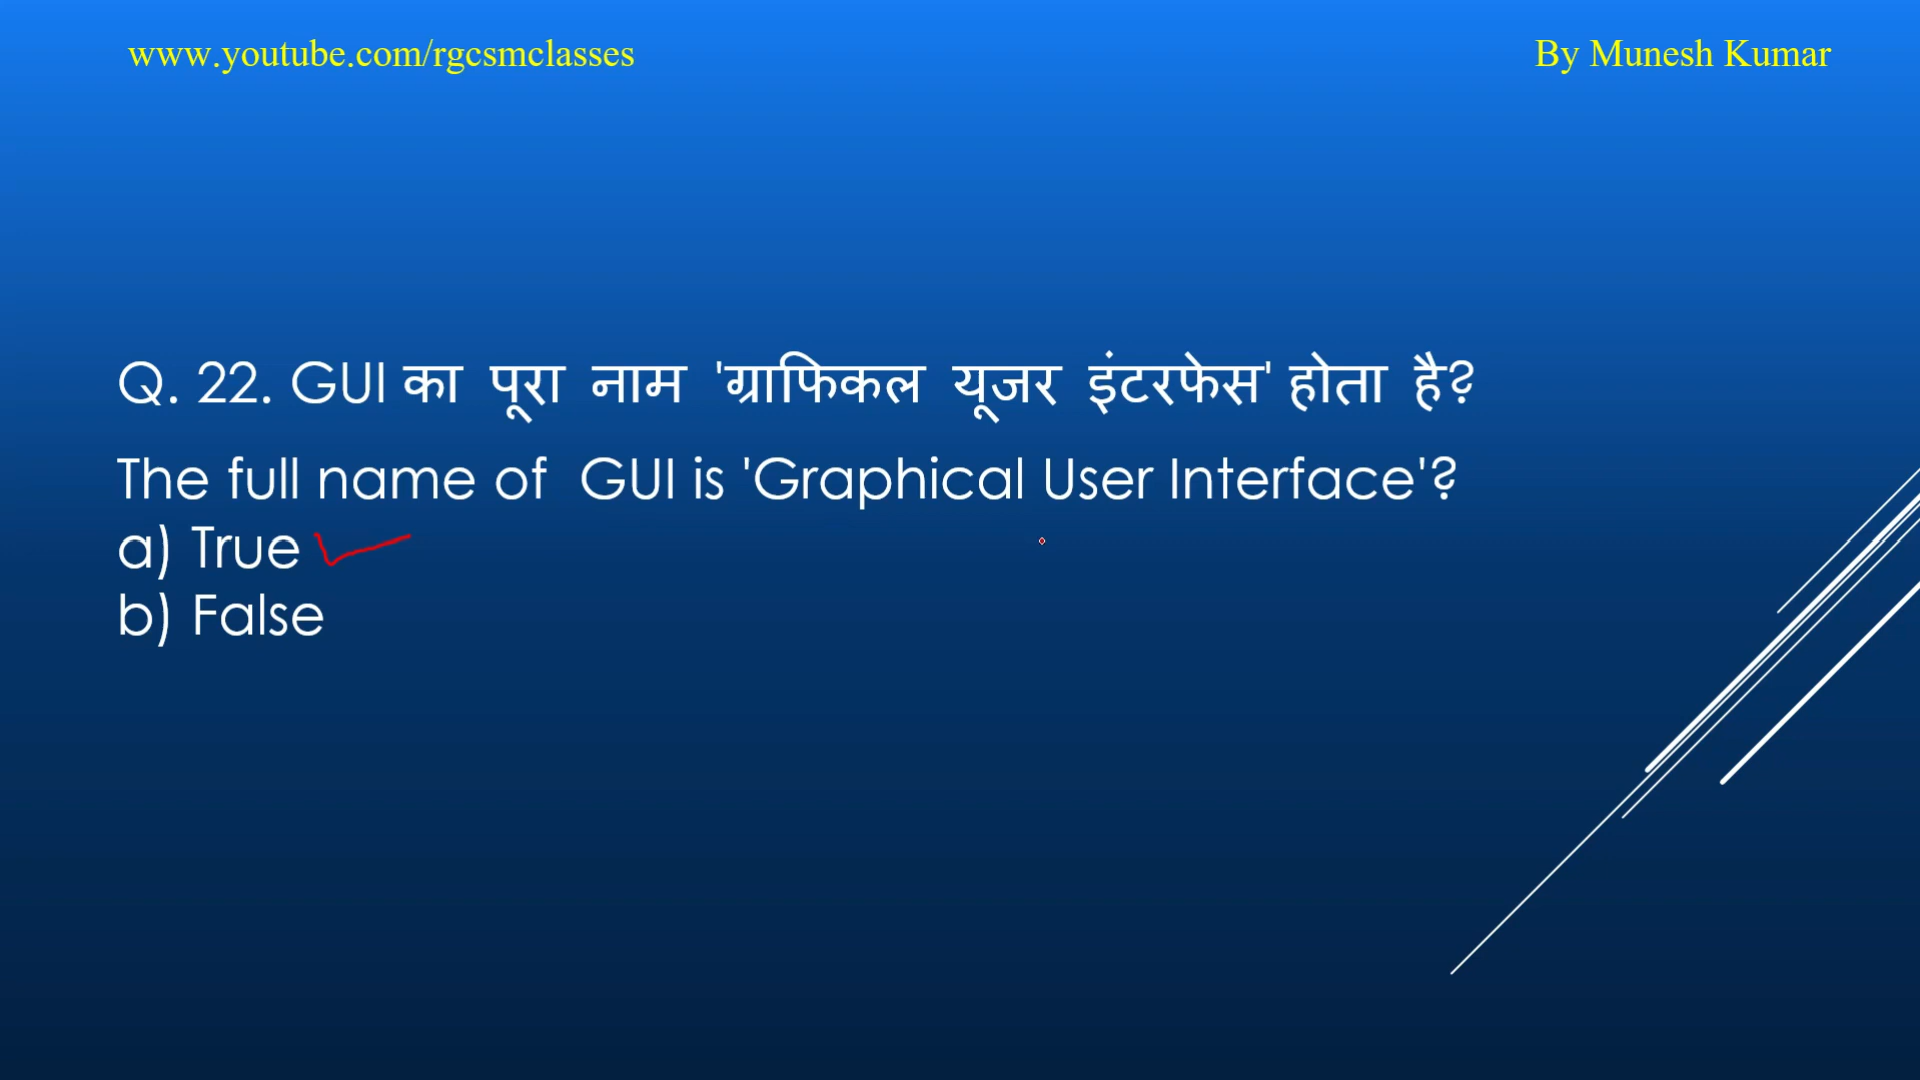 www.youtube.com/rgcsmclasses
By Munesh Kumar
Q. 22. GUI का पूरा नाम 'ग्राफिकल यूजर इंटरफेस' होता है?
The full name of GUI is 'Graphical User Interface'?
a) True
b) False